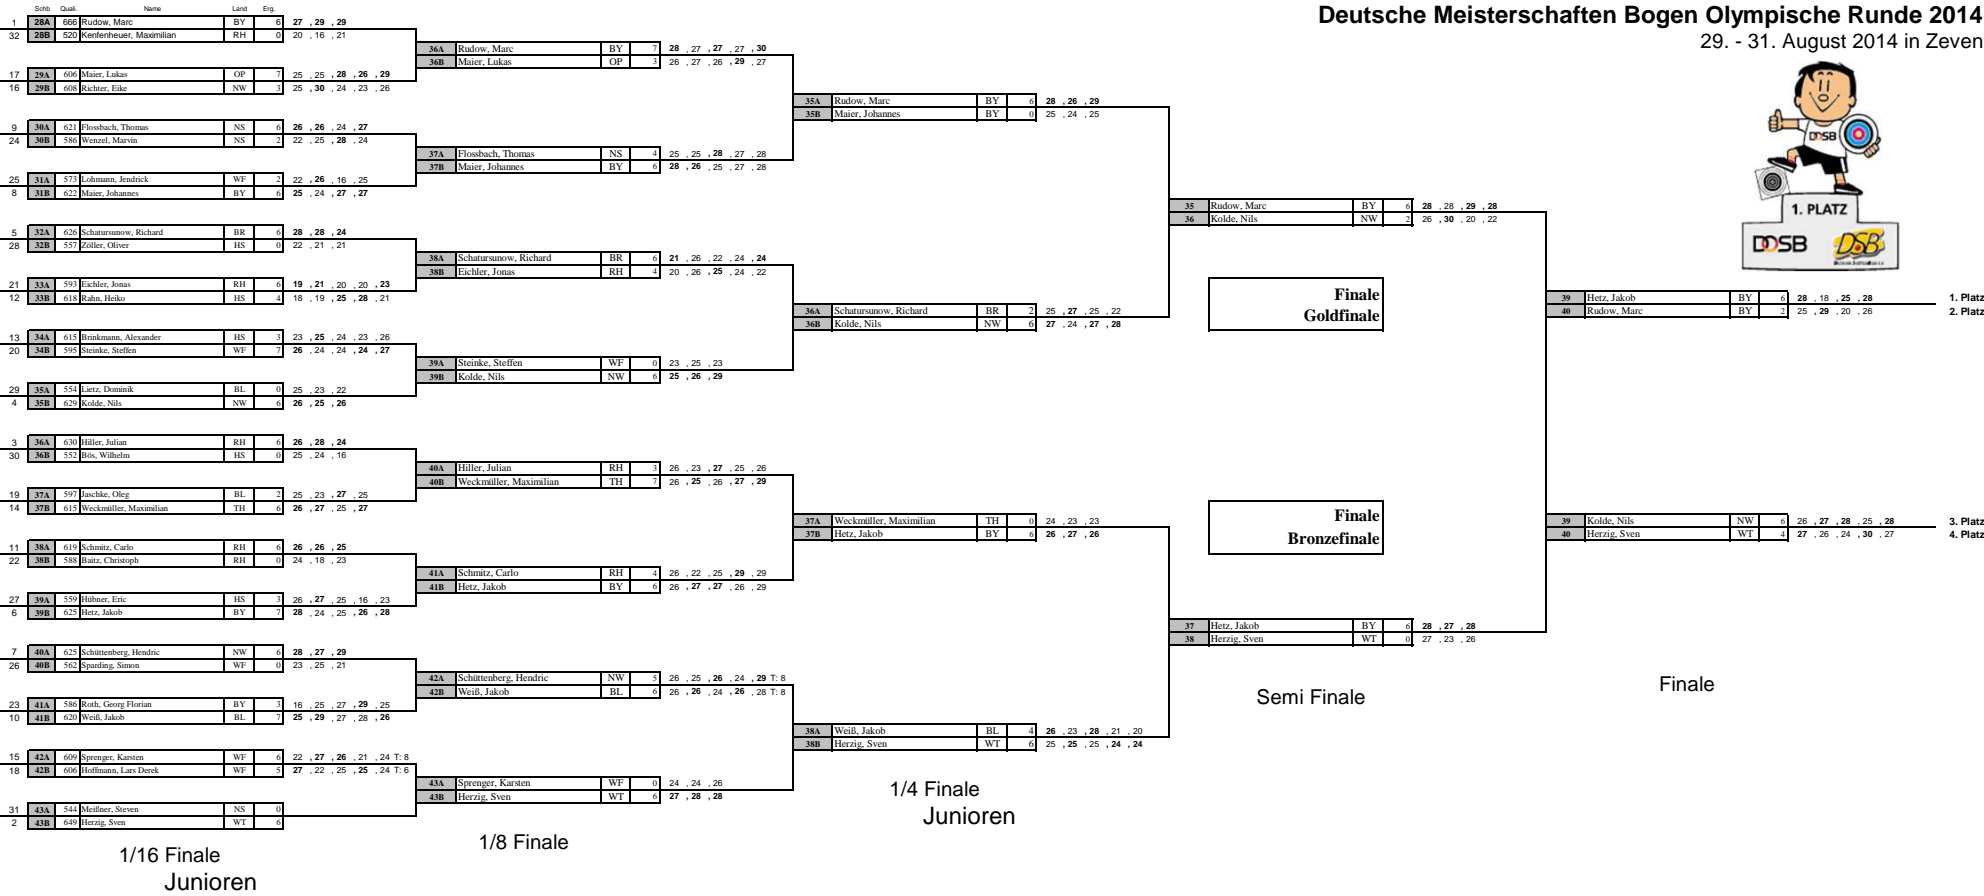 Deutsche Meisterschaften Bogen Olympische Runde 2014
29. - 31. August 2014 in Zeven
Schb Quali. Name Land Erg.
1 28A 666 Rudow, Marc BY 6 27 , 29 , 29
32 28B 520 Kenfenheuer, Maximilian RH 0 20 , 16 , 21
17 29A 606 Maier, Lukas OP 7 25 , 25 , 28 , 26 , 29
16 29B 608 Richter, Eike NW 3 25 , 30 , 24 , 23 , 26
9 30A 621 Flossbach, Thomas NS 6 26 , 26 , 24 , 27
24 30B 586 Wenzel, Marvin NS 2 22 , 25 , 28 , 24
25 31A 573 Lohmann, Jendrick WF 2 22 , 26 , 16 , 25
8 31B 622 Maier, Johannes BY 6 25 , 24 , 27 , 27
5 32A 626 Schatursunow, Richard BR 6 28 , 28 , 24
28 32B 557 Zöller, Oliver HS 0 22 , 21 , 21
21 33A 593 Eichler, Jonas RH 6 19 , 21 , 20 , 20 , 23
12 33B 618 Rahn, Heiko HS 4 18 , 19 , 25 , 28 , 21
13 34A 615 Brinkmann, Alexander HS 3 23 , 25 , 24 , 23 , 26
20 34B 595 Steinke, Steffen WF 7 26 , 24 , 24 , 24 , 27
29 35A 554 Lietz, Dominik BL 0 25 , 23 , 22
4 35B 629 Kolde, Nils NW 6 26 , 25 , 26
3 36A 630 Hiller, Julian RH 6 26 , 28 , 24
30 36B 552 Bös, Wilhelm HS 0 25 , 24 , 16
19 37A 597 Jaschke, Oleg BL 2 25 , 23 , 27 , 25
14 37B 615 Weckmüller, Maximilian TH 6 26 , 27 , 25 , 27
11 38A 619 Schmitz, Carlo RH 6 26 , 26 , 25
22 38B 588 Baitz, Christoph RH 0 24 , 18 , 23
27 39A 559 Hübner, Eric HS 3 26 , 27 , 25 , 16 , 23
6 39B 625 Hetz, Jakob BY 7 28 , 24 , 25 , 26 , 28
7 40A 625 Schüttenberg, Hendric NW 6 28 , 27 , 29
26 40B 562 Sparding, Simon WF 0 23 , 25 , 21
23 41A 586 Roth, Georg Florian BY 3 16 , 25 , 27 , 29 , 25
10 41B 620 Weiß, Jakob BL 7 25 , 29 , 27 , 28 , 26
15 42A 609 Sprenger, Karsten WF 6 22 , 27 , 26 , 21 , 24 T: 8
18 42B 606 Hoffmann, Lars Derek WF 5 27 , 22 , 25 , 25 , 24 T: 6
31 43A 544 Meißner, Steven NS 0
2 43B 649 Herzig, Sven WT 6
1/16 Finale
Junioren
36A Rudow, Marc BY 7 28 , 27 , 27 , 27 , 30
36B Maier, Lukas OP 3 26 , 27 , 26 , 29 , 27
37A Flossbach, Thomas NS 4 25 , 25 , 28 , 27 , 28
37B Maier, Johannes BY 6 28 , 26 , 25 , 27 , 28
38A Schatursunow, Richard BR 6 21 , 26 , 22 , 24 , 24
38B Eichler, Jonas RH 4 20 , 26 , 25 , 24 , 22
39A Steinke, Steffen WF 0 23 , 25 , 23
39B Kolde, Nils NW 6 25 , 26 , 29
40A Hiller, Julian RH 3 26 , 23 , 27 , 25 , 26
40B Weckmüller, Maximilian TH 7 26 , 25 , 26 , 27 , 29
41A Schmitz, Carlo RH 4 26 , 22 , 25 , 29 , 29
41B Hetz, Jakob BY 6 26 , 27 , 27 , 26 , 29
42A Schüttenberg, Hendric NW 5 26 , 25 , 26 , 24 , 29 T: 8
42B Weiß, Jakob BL 6 26 , 26 , 24 , 26 , 28 T: 8
43A Sprenger, Karsten WF 0 24 , 24 , 26
43B Herzig, Sven WT 6 27 , 28 , 28
1/8 Finale
35A Rudow, Marc BY 6 28 , 26 , 29
35B Maier, Johannes BY 0 25 , 24 , 25
36A Schatursunow, Richard BR 2 25 , 27 , 25 , 22
36B Kolde, Nils NW 6 27 , 24 , 27 , 28
37A Weckmüller, Maximilian TH 0 24 , 23 , 23
37B Hetz, Jakob BY 6 26 , 27 , 26
38A Weiß, Jakob BL 4 26 , 23 , 28 , 21 , 20
38B Herzig, Sven WT 6 25 , 25 , 25 , 24 , 24
1/4 Finale
Junioren
35 Rudow, Marc BY 6 28 , 28 , 29 , 28
36 Kolde, Nils NW 2 26 , 30 , 20 , 22
Finale
Goldfinale
Finale
Bronzefinale
37 Hetz, Jakob BY 6 28 , 27 , 28
38 Herzig, Sven WT 0 27 , 23 , 26
Semi Finale
DOSB
1. PLATZ
DOSB DSB
39 Hetz, Jakob BY 6 28 , 18 , 25 , 28 1. Platz
40 Rudow, Marc BY 2 25 , 29 , 20 , 26 2. Platz
39 Kolde, Nils NW 6 26 , 27 , 28 , 25 , 28 3. Platz
40 Herzig, Sven WT 4 27 , 26 , 24 , 30 , 27 4. Platz
Finale